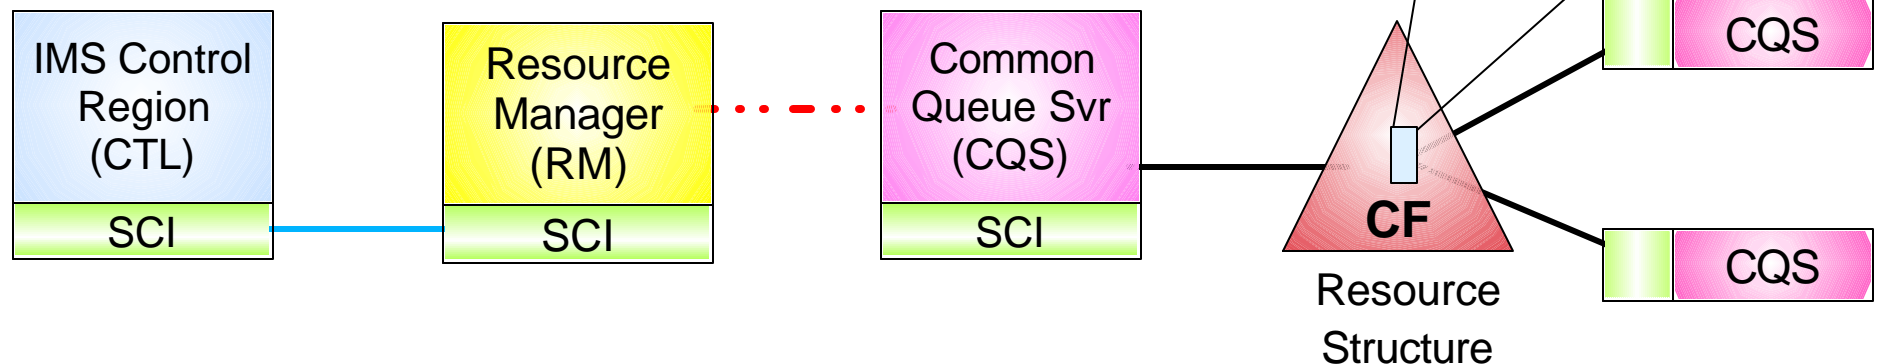 IMS Control
Region
(CTL)
SCI
Resource
Manager
(RM)
SCI
Common
Queue Svr
(CQS)
SCI
CF
Resource
Structure
CQS
CQS